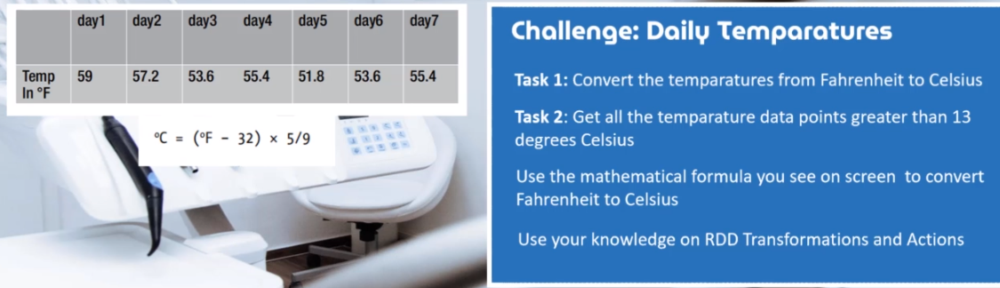 day1 day2 day3 day4 day5 day6 day7
Temp 59 57.2 53.6 55.4 51.8 53.6 55.4
In °F
ºC = (ºF - 32) × 5/9
Challenge: Daily Temparatures
Task 1: Convert the temparatures from Fahrenheit to Celsius
Task 2: Get all the temparature data points greater than 13
degrees Celsius
Use the mathematical formula you see on screen to convert
Fahrenheit to Celsius
Use your knowledge on RDD Transformations and Actions